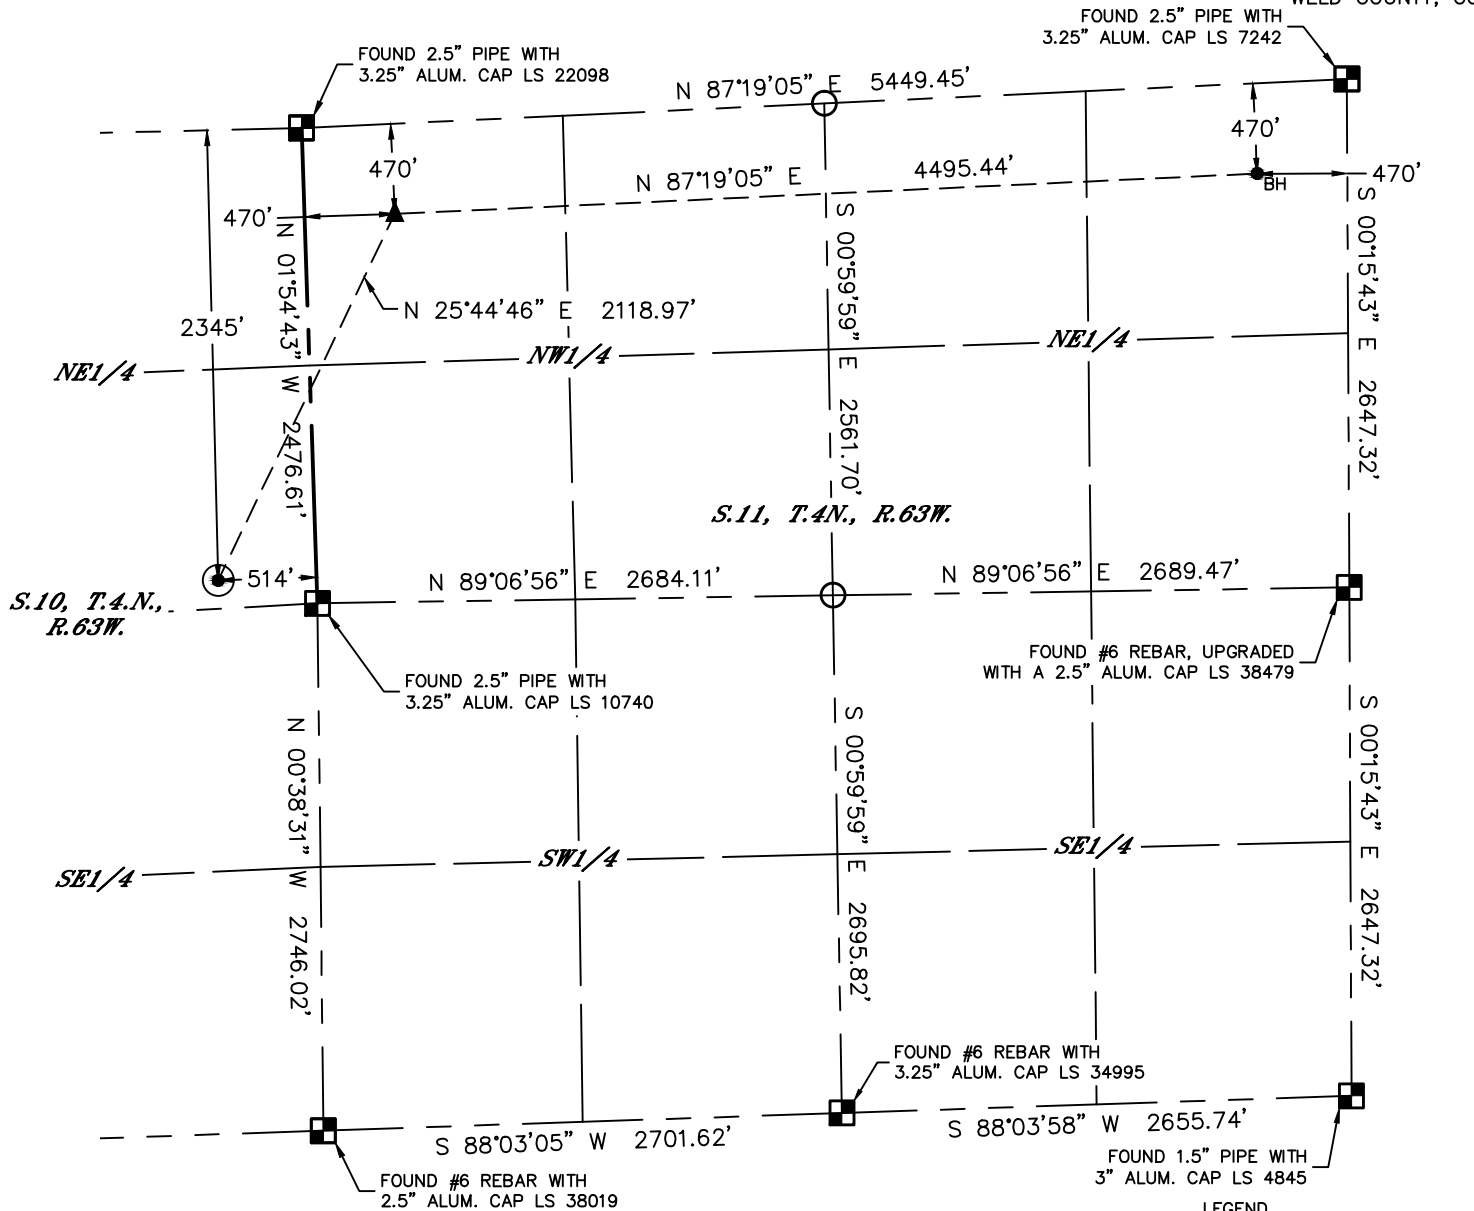 FOUND 2.5" PIPE WITH
3.25" ALUM. CAP LS 7242
FOUND 2.5" PIPE WITH
3.25" ALUM. CAP LS 22098
N 87°19'05" E 5449.45'
470'
470'
N 87°19'05" E 4495.44'
BH
470'
470'
N 01°54'43" W 2476.61'
S 00°59'59" E 2561.70'
S 00°15'43" E 2647.32'
2345'
N 25°44'46" E 2118.97'
NE1/4
NW1/4
NE1/4
S.11, T.4N., R.63W.
514'
N 89°06'56" E 2684.11'
N 89°06'56" E 2689.47'
S.10, T.4.N.,
R.63W.
FOUND #6 REBAR, UPGRADED
WITH A 2.5" ALUM. CAP LS 38479
FOUND 2.5" PIPE WITH
3.25" ALUM. CAP LS 10740
N 00°38'31" W 2746.02'
S 00°59'59" E 2695.82'
S 00°15'43" E 2647.32'
SE1/4
SW1/4
SE1/4
FOUND #6 REBAR WITH
3.25" ALUM. CAP LS 34995
S 88°03'05" W 2701.62'
S 88°03'58" W 2655.74'
FOUND 1.5" PIPE WITH
3" ALUM. CAP LS 4845
FOUND #6 REBAR WITH
2.5" ALUM. CAP LS 38019
LEGEND